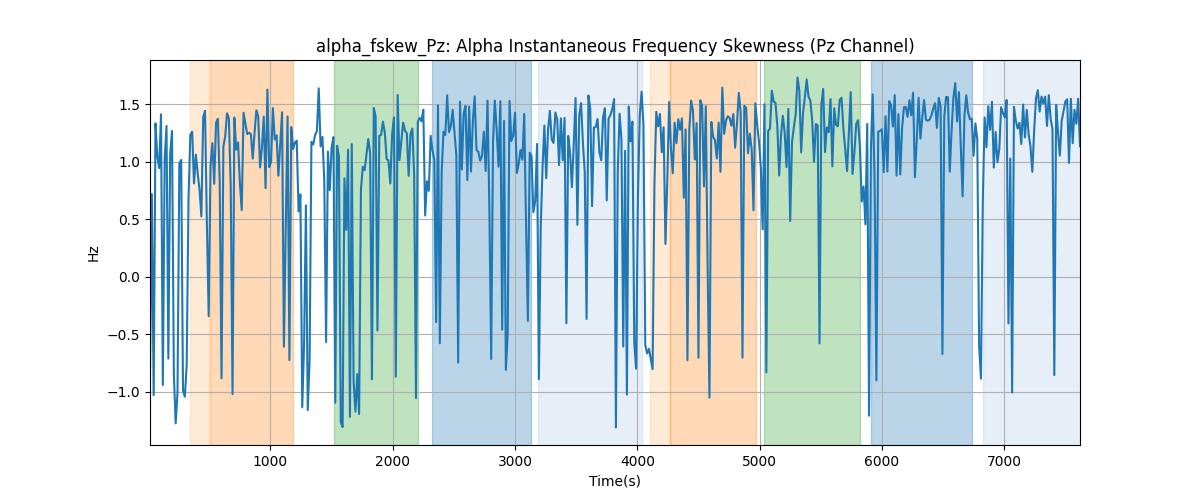 alpha_fskew_Pz: Alpha Instantaneous Frequency Skewness (Pz Channel)
1.5
1.0
0.5
0.0
−0.5
−1.0
Hz
1000 2000 3000 4000 5000 6000 7000
Time(s)